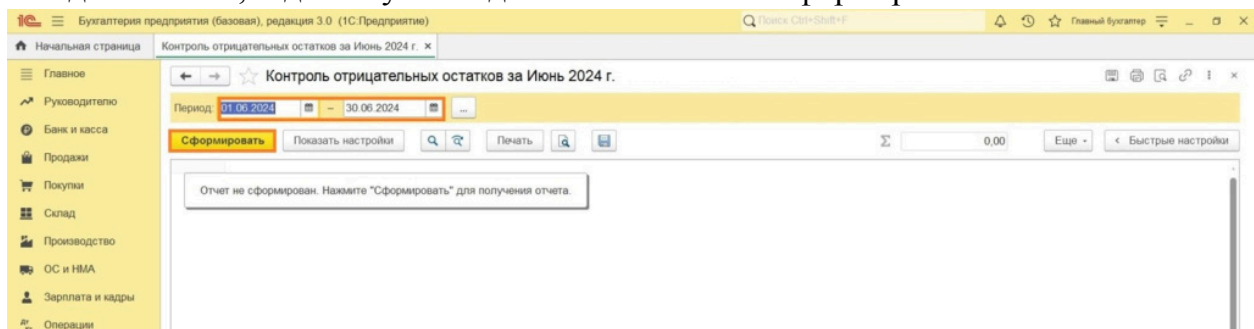 Бухгалтерия предприятия (базовая), редакция 3.0 (1С:Предприятие)
Поиск Ctrl+Shift+F
Главный бухгалтер
Начальная страница
Контроль отрицательных остатков за Июнь 2024 г. ×
Главное
Руководителю
Банк и касса
Продажи
Покупки
Склад
Производство
ОС и НМА
Зарплата и кадры
Операции
Контроль отрицательных остатков за Июнь 2024 г.
Период: 01.06.2024 – 30.06.2024 ...
Сформировать Показать настройки Печать Σ 0,00 Еще < Быстрые настройки
Отчет не сформирован. Нажмите "Сформировать" для получения отчета.